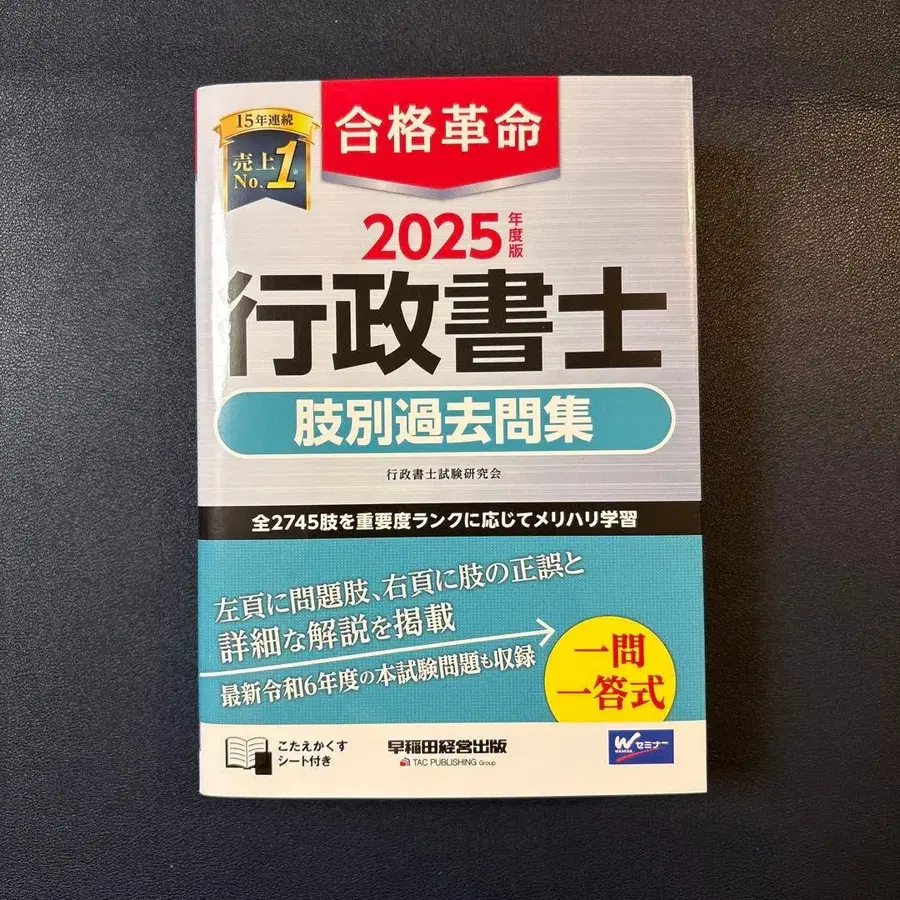 15年連続
売上
No.1
合格革命
2025年度版
行政書士
肢別過去問集
行政書士試験研究会
全2745肢を重要度ランクに応じてメリハリ学習
左頁に問題肢、右頁に肢の正誤と
詳細な解説を掲載
最新令和6年度の本試験問題も収録
一問
一答式
こたえかくす
シート付き
早稲田経営出版
TAC PUBLISHING Group
Wセミナー
WASEDA